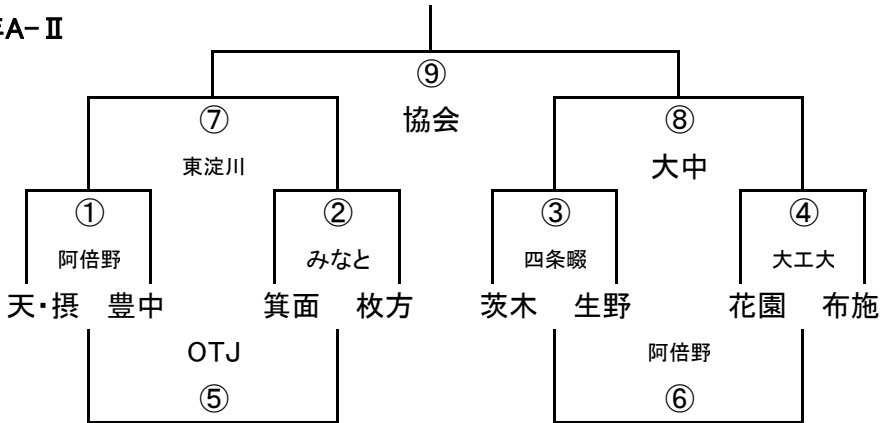 A-Ⅱ
⑨
⑦ 協会 ⑧
東淀川 大中
① ② ③ ④
阿倍野 みなと 四条畷 大工大
天・摂 豊中 箕面 枚方 茨木 生野 花園 布施
OTJ 阿倍野
⑤ ⑥